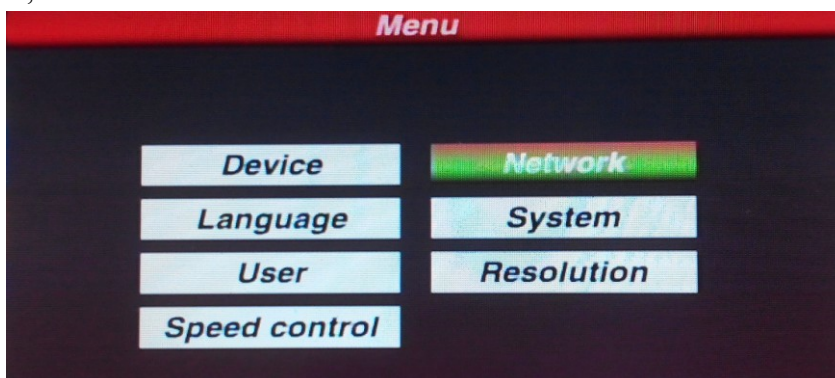 Menu
Device
Network
Language
System
User
Resolution
Speed control